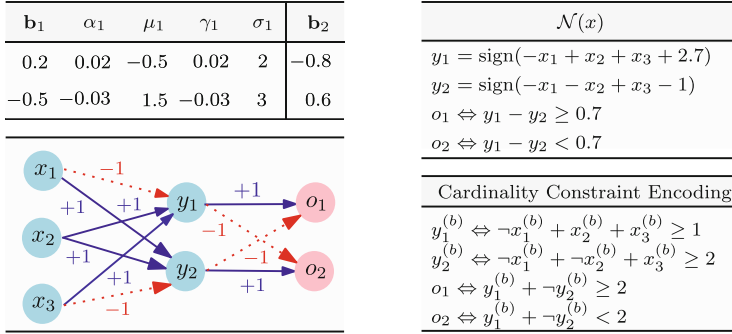 b₁ α₁ μ₁ γ₁ σ₁ b₂
0.2 0.02 −0.5 0.02 2 −0.8
−0.5 −0.03 1.5 −0.03 3 0.6
x₁ −1
+1 +1 y₁ +1 o₁
x₂ −1
+1 −1
+1 y₂ +1 o₂
x₃ −1
N(x)
y₁ = sign(−x₁ + x₂ + x₃ + 2.7)
y₂ = sign(−x₁ − x₂ + x₃ − 1)
o₁ ⇔ y₁ − y₂ ≥ 0.7
o₂ ⇔ y₁ − y₂ < 0.7
Cardinality Constraint Encoding
y₁⁽ᵇ⁾ ⇔ ¬x₁⁽ᵇ⁾ + x₂⁽ᵇ⁾ + x₃⁽ᵇ⁾ ≥ 1
y₂⁽ᵇ⁾ ⇔ ¬x₁⁽ᵇ⁾ + ¬x₂⁽ᵇ⁾ + x₃⁽ᵇ⁾ ≥ 2
o₁ ⇔ y₁⁽ᵇ⁾ + ¬y₂⁽ᵇ⁾ ≥ 2
o₂ ⇔ y₁⁽ᵇ⁾ + ¬y₂⁽ᵇ⁾ < 2